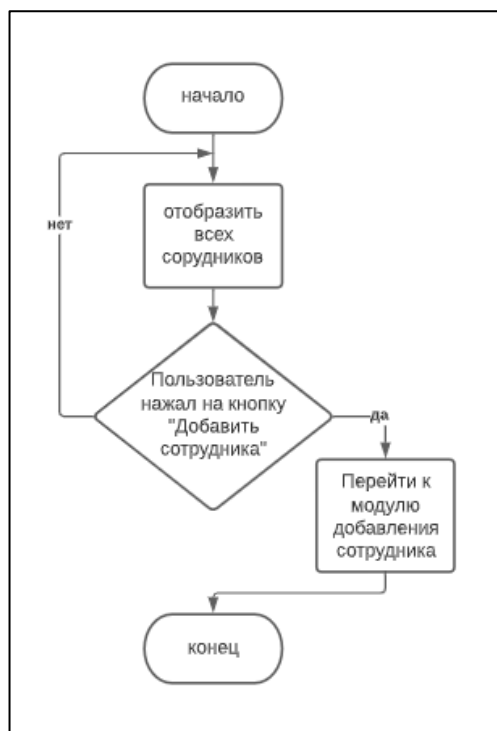 начало
нет
отобразить
всех
сорудников
Пользователь
нажал на кнопку
"Добавить
сотрудника"
да
Перейти к
модулю
добавления
сотрудника
конец